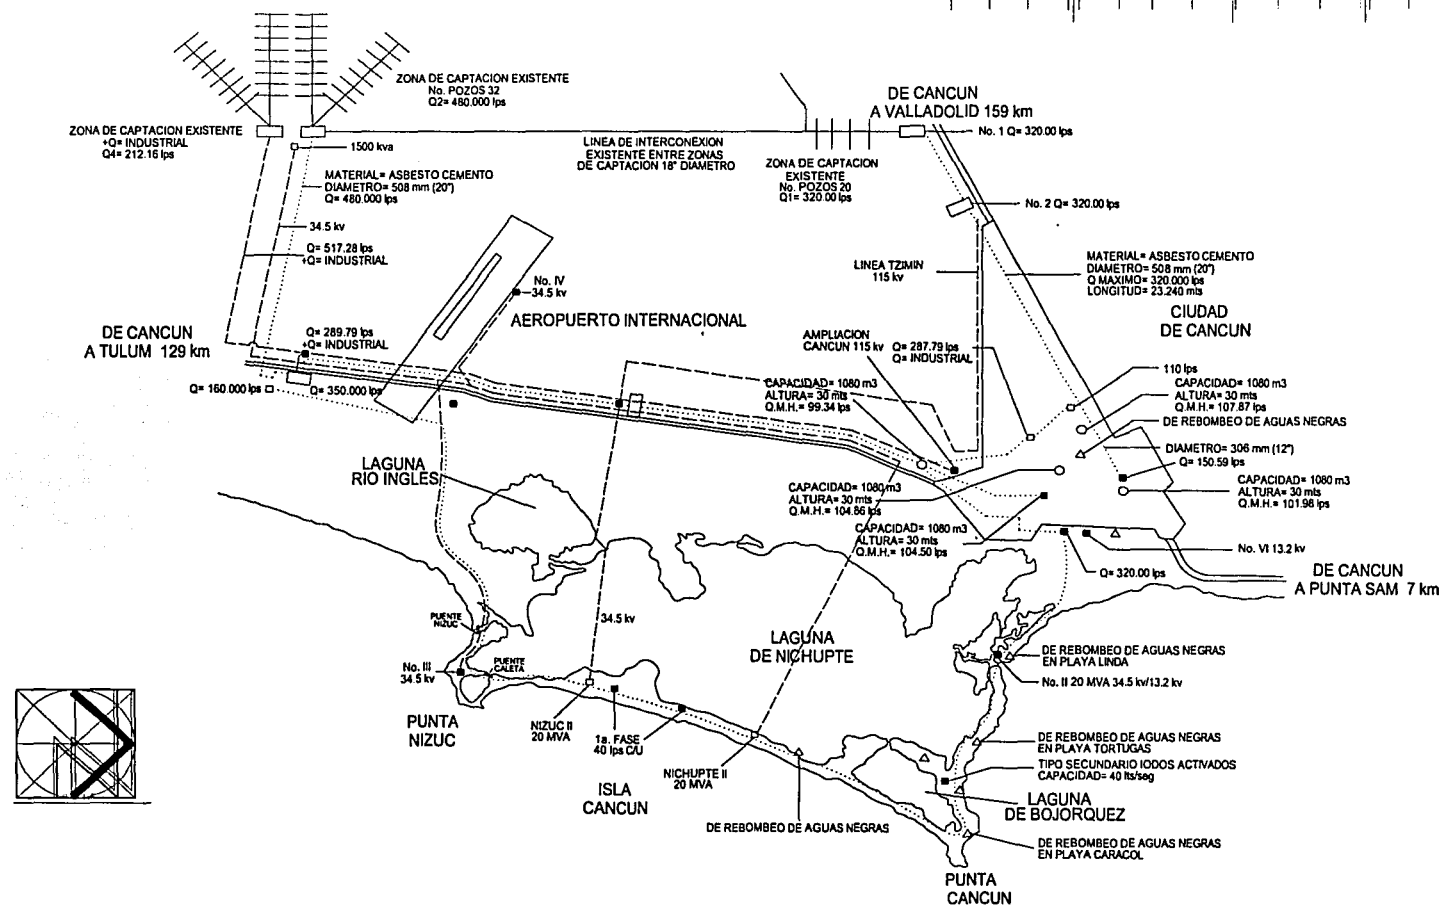 ZONA DE CAPTACION EXISTENTE
No. POZOS 32
Q2= 480.000 lps
ZONA DE CAPTACION EXISTENTE
+Q= INDUSTRIAL
Q4= 212.16 lps
1500 kva
LINEA DE INTERCONEXION
EXISTENTE ENTRE ZONAS
DE CAPTACION 18" DIAMETRO
DE CANCUN
A VALLADOLID 159 km
No. 1 Q= 320.00 lps
ZONA DE CAPTACION
EXISTENTE
No. POZOS 20
Q1= 320.00 lps
MATERIAL= ASBESTO CEMENTO
DIAMETRO= 508 mm (20")
Q= 480.000 lps
No. 2 Q= 320.00 lps
34.5 kv
Q= 517.28 lps
+Q= INDUSTRIAL
LINEA TZIMIN
115 kv
MATERIAL= ASBESTO CEMENTO
DIAMETRO= 508 mm (20")
Q MAXIMO= 320.000 lps
LONGITUD= 23.240 mts
No. IV
34.5 kv
AEROPUERTO INTERNACIONAL
CIUDAD
DE CANCUN
DE CANCUN
A TULUM 129 km
Q= 289.79 lps
+Q= INDUSTRIAL
AMPLIACION
CANCUN 115 kv
Q= 287.79 lps
Q= INDUSTRIAL
Q= 160.000 lps
Q= 350.000 lps
CAPACIDAD= 1080 m3
ALTURA= 30 mts
Q.M.H.= 99.34 lps
110 lps
CAPACIDAD= 1080 m3
ALTURA= 30 mts
Q.M.H.= 107.87 lps
DE REBOMBEO DE AGUAS NEGRAS
DIAMETRO= 306 mm (12")
Q= 150.59 lps
LAGUNA
RIO INGLES
CAPACIDAD= 1080 m3
ALTURA= 30 mts
Q.M.H.= 104.86 lps
CAPACIDAD= 1080 m3
ALTURA= 30 mts
Q.M.H.= 101.98 lps
CAPACIDAD= 1080 m3
ALTURA= 30 mts
Q.M.H.= 104.50 lps
No. VI 13.2 kv
Q= 320.00 lps
DE CANCUN
A PUNTA SAM 7 km
PUENTE
NIZUC
34.5 kv
LAGUNA
DE NICHUPTE
DE REBOMBEO DE AGUAS NEGRAS
EN PLAYA LINDA
No. III
34.5 kv
PUENTE
CALETA
No. II 20 MVA 34.5 kv/13.2 kv
PUNTA
NIZUC
NIZUC II
20 MVA
1a. FASE
40 lps C/U
DE REBOMBEO DE AGUAS NEGRAS
EN PLAYA TORTUGAS
TIPO SECUNDARIO IODOS ACTIVADOS
CAPACIDAD= 40 lts/seg
NICHUPTE II
20 MVA
ISLA
CANCUN
LAGUNA
DE BOJORQUEZ
DE REBOMBEO DE AGUAS NEGRAS
DE REBOMBEO DE AGUAS NEGRAS
EN PLAYA CARACOL
PUNTA
CANCUN